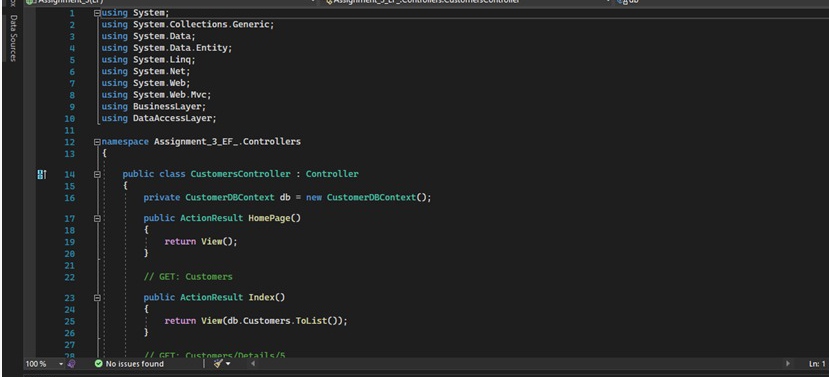 Data Sources
Assignment_3(EF)
Assignment_3_EF_.Controllers.CustomersController
db
1 using System;
2 using System.Collections.Generic;
3 using System.Data;
4 using System.Data.Entity;
5 using System.Linq;
6 using System.Net;
7 using System.Web;
8 using System.Web.Mvc;
9 using BusinessLayer;
10 using DataAccessLayer;
11
12 namespace Assignment_3_EF_.Controllers
13 {
14 public class CustomersController : Controller
15 {
16 private CustomerDBContext db = new CustomerDBContext();
17 public ActionResult HomePage()
18 {
19 return View();
20 }
21
22 // GET: Customers
23 public ActionResult Index()
24 {
25 return View(db.Customers.ToList());
26 }
27
28 // GET: Customers/Details/5
100 % No issues found Ln: 1